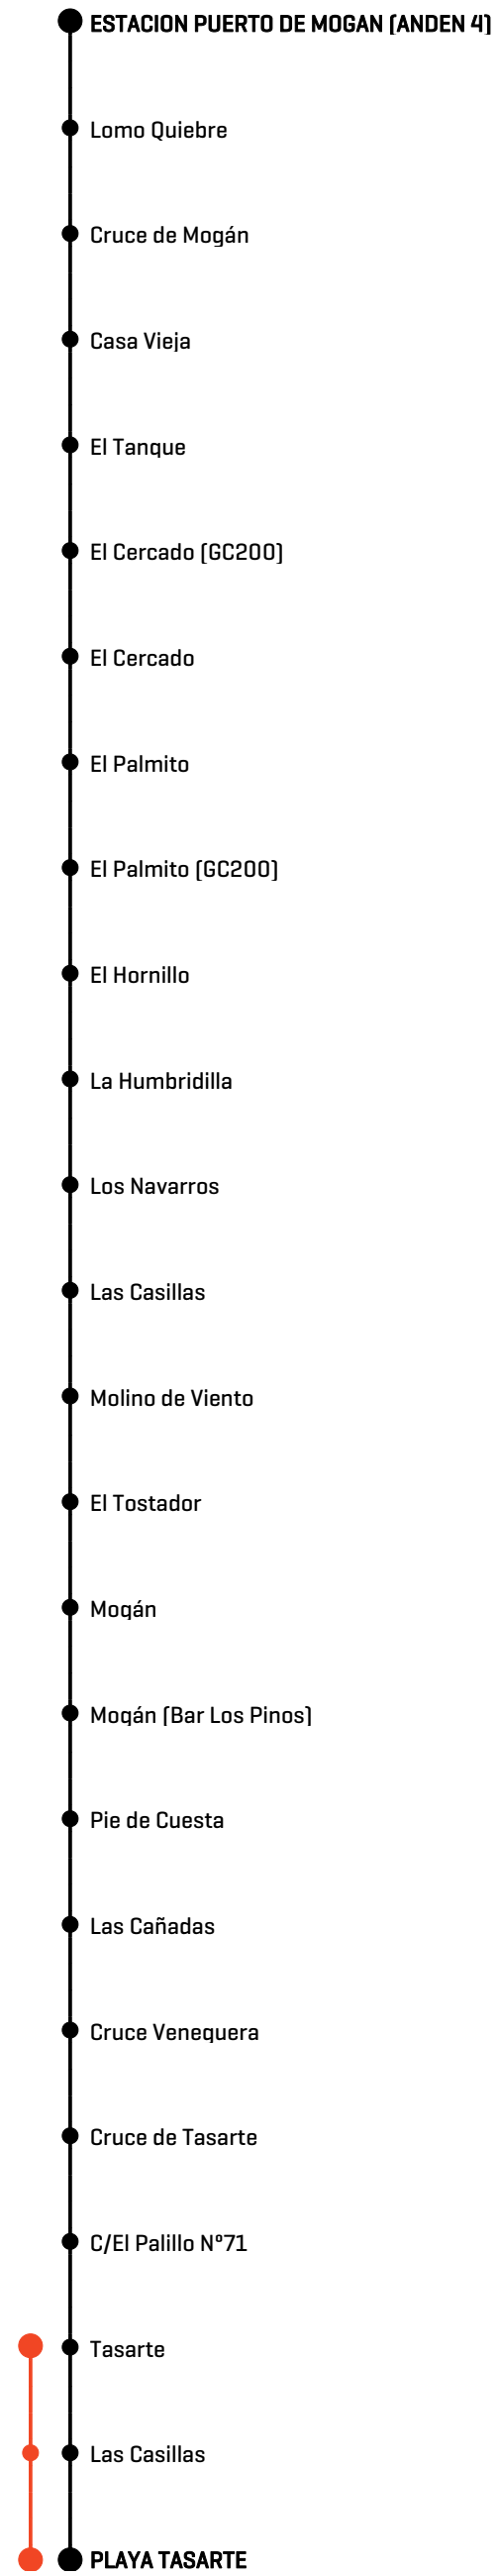 ESTACION PUERTO DE MOGAN (ANDEN 4)
Lomo Quiebre
Cruce de Mogán
Casa Vieja
El Tanque
El Cercado (GC200)
El Cercado
El Palmito
El Palmito (GC200)
El Hornillo
La Humbridilla
Los Navarros
Las Casillas
Molino de Viento
El Tostador
Mogán
Mogán (Bar Los Pinos)
Pie de Cuesta
Las Cañadas
Cruce Veneguera
Cruce de Tasarte
C/El Palillo Nº71
Tasarte
Las Casillas
PLAYA TASARTE